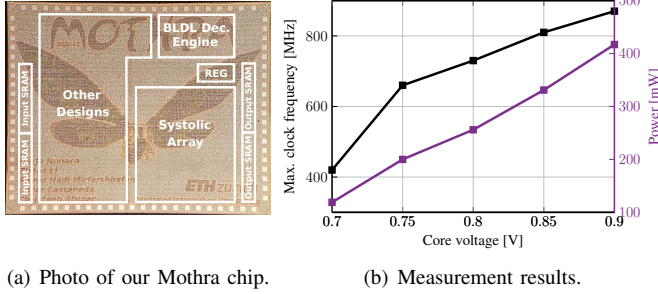 MOTHRA
BLDL Dec.
Engine
REG
Input SRAM
Input SRAM
Other
Designs
Systolic
Array
Output SRAM
Output SRAM
ETH
Max. clock frequency [MHz]
800
600
400
500
400
300
200
100
Power [mW]
0.7 0.75 0.8 0.85 0.9
Core voltage [V]
(a) Photo of our Mothra chip.
(b) Measurement results.